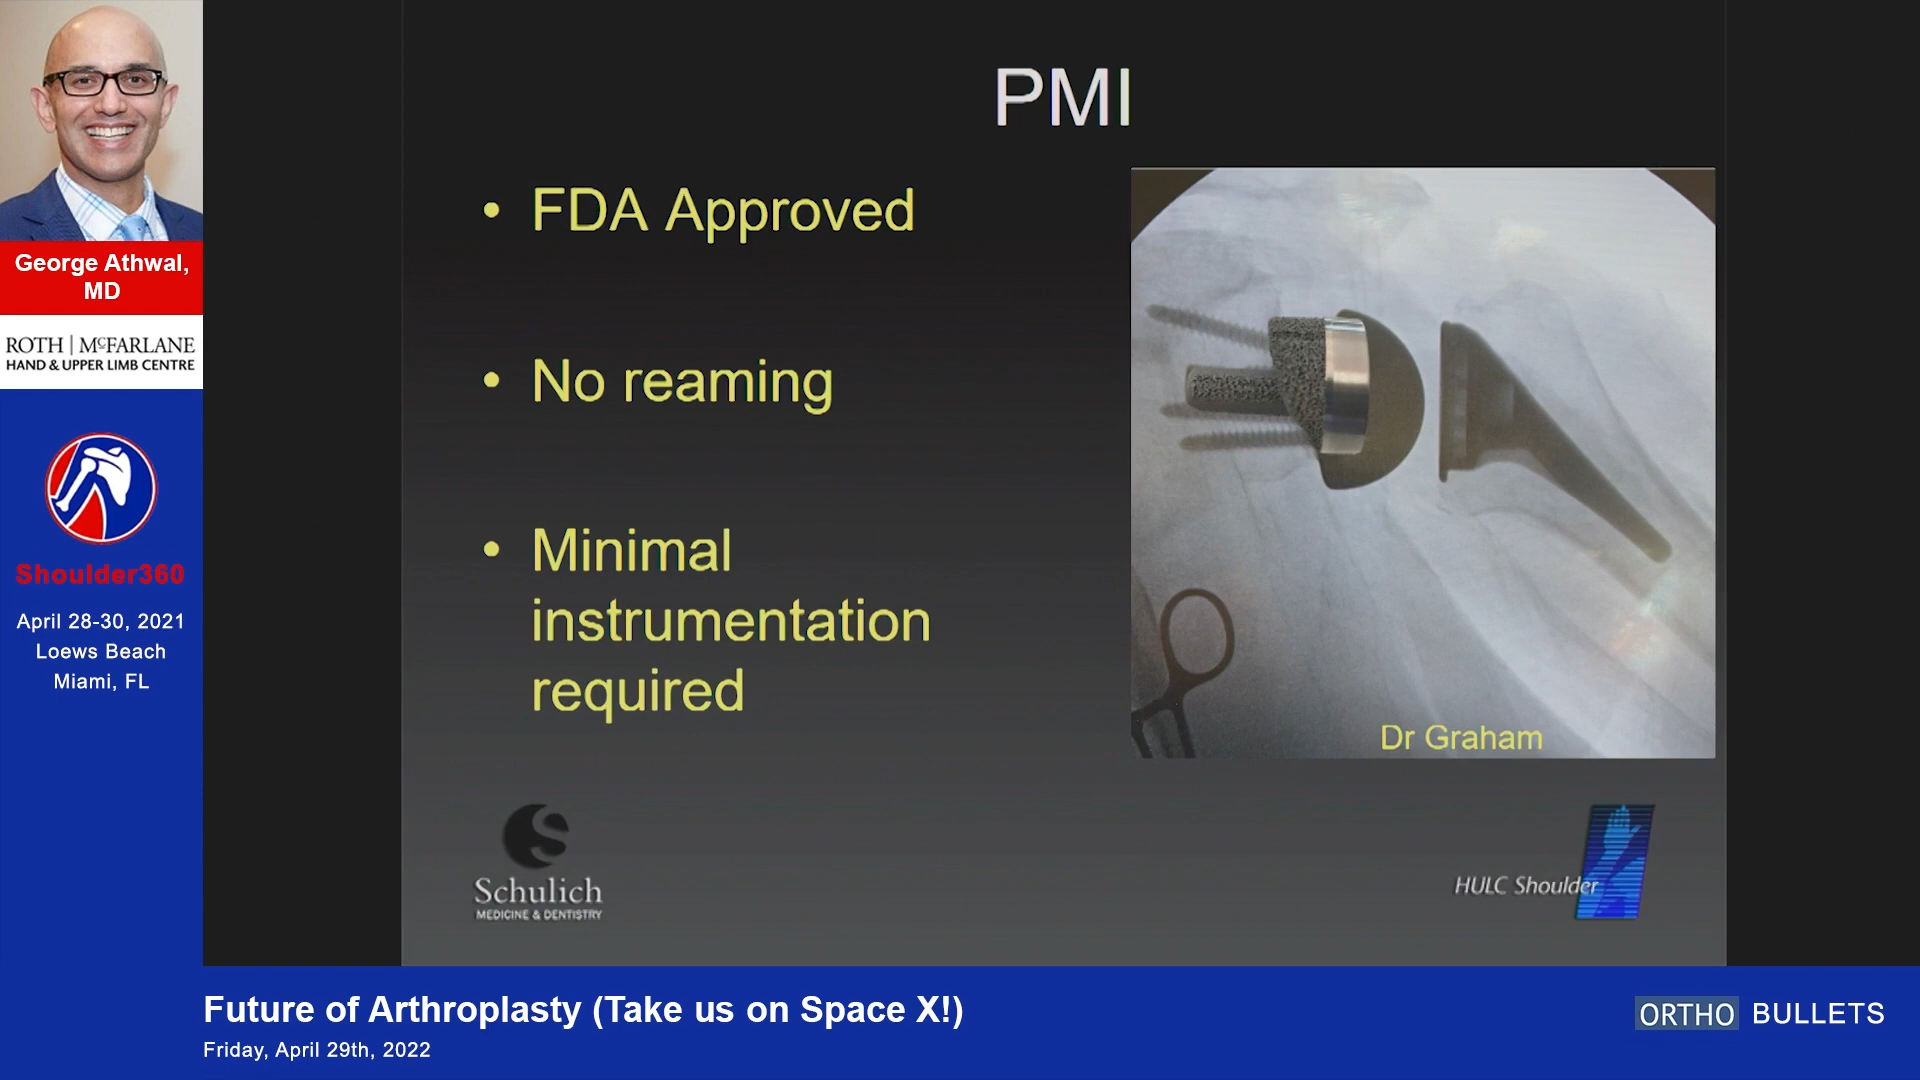 PMI
• FDA Approved
• No reaming
• Minimal
instrumentation
required
Dr Graham
Schulich
MEDICINE & DENTISTRY
HULC Shoulder
George Athwal,
MD
ROTH | McFARLANE
HAND & UPPER LIMB CENTRE
Shoulder360
April 28-30, 2021
Loews Beach
Miami, FL
Future of Arthroplasty (Take us on Space X!)
Friday, April 29th, 2022
ORTHO BULLETS